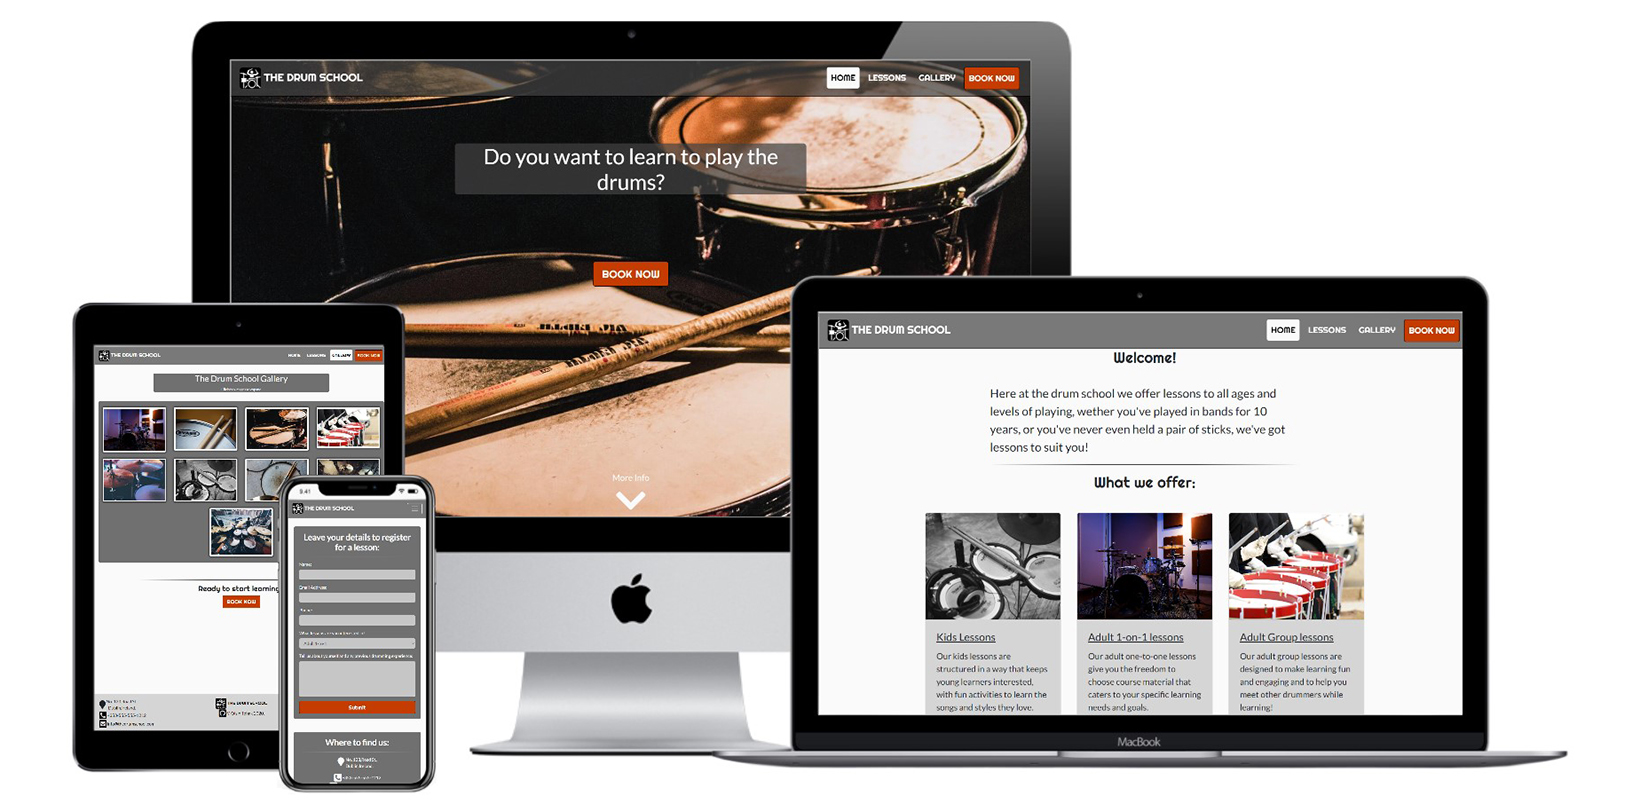 THE DRUM SCHOOL
HOME LESSONS GALLERY BOOK NOW
Do you want to learn to play the
drums?
BOOK NOW
More Info
THE DRUM SCHOOL
HOME LESSONS GALLERY BOOK NOW
Welcome!
Here at the drum school we offer lessons to all ages and
levels of playing, wether you've played in bands for 10
years, or you've never even held a pair of sticks, we've got
lessons to suit you!
What we offer:
Kids Lessons
Our kids lessons are
structured in a way that keeps
young learners interested,
with fun activities to learn the
songs and styles they love.
Adult 1-on-1 lessons
Our adult one-to-one lessons
give you the freedom to
choose course material that
caters to your specific learning
needs and goals.
Adult Group lessons
Our adult group lessons are
designed to make learning fun
and engaging and to help you
meet other drummers while
learning!
MacBook
THE DRUM SCHOOL
HOME LESSONS GALLERY BOOK NOW
The Drum School Gallery
Ready to start learning
BOOK NOW
THE DRUM SCHOOL
9:41
THE DRUM SCHOOL
Leave your details to register
for a lesson:
Name:
Email Address
Submit
Where to find us: